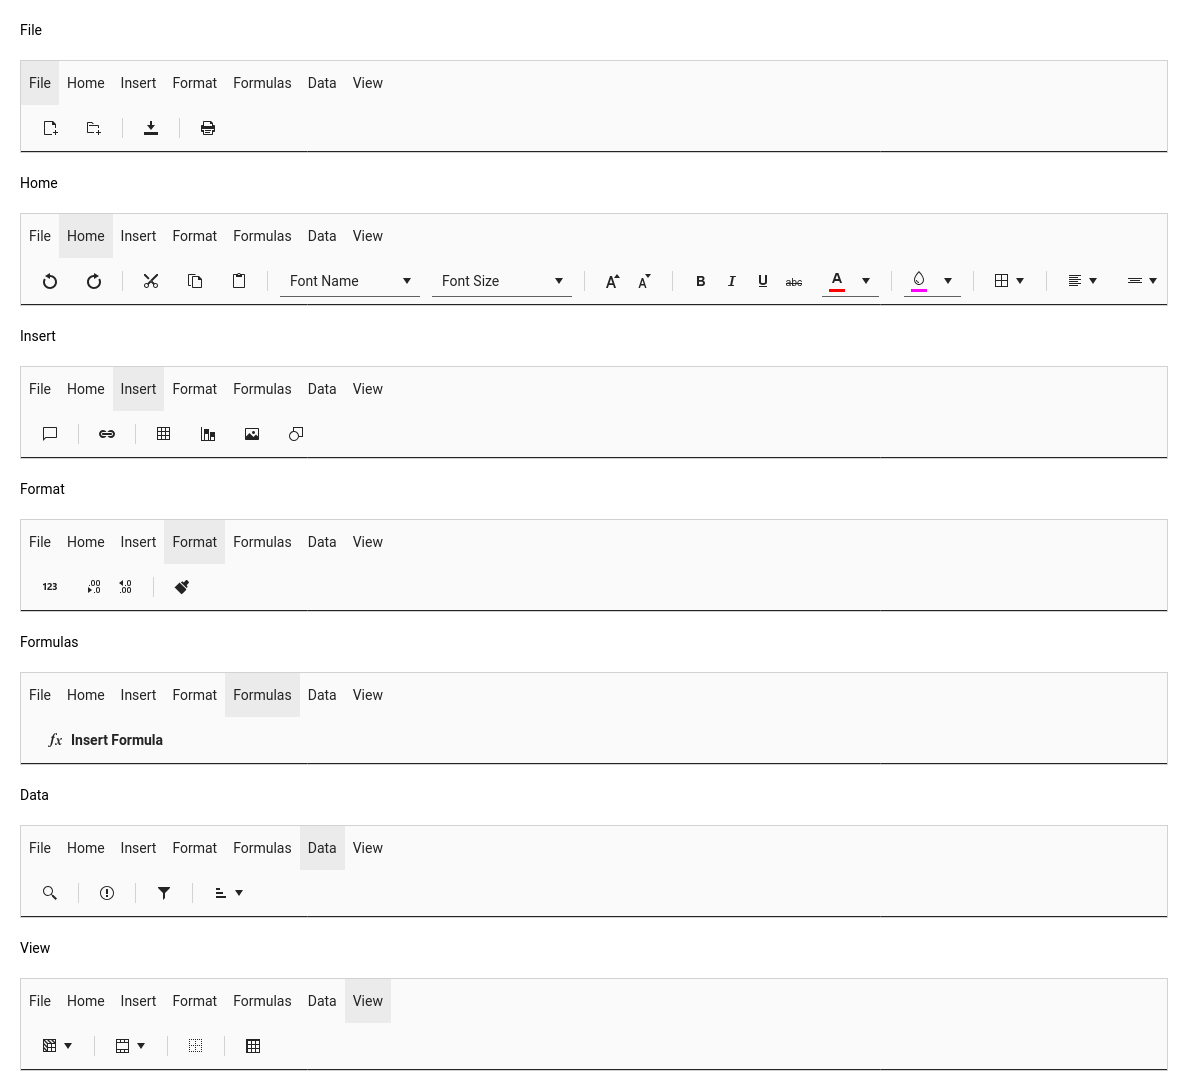 File
File Home Insert Format Formulas Data View
Home
File Home Insert Format Formulas Data View
Font Name Font Size A A B I U abc A
Insert
File Home Insert Format Formulas Data View
Format
File Home Insert Format Formulas Data View
123 .00 .0 .0 .00
Formulas
File Home Insert Format Formulas Data View
fx Insert Formula
Data
File Home Insert Format Formulas Data View
View
File Home Insert Format Formulas Data View